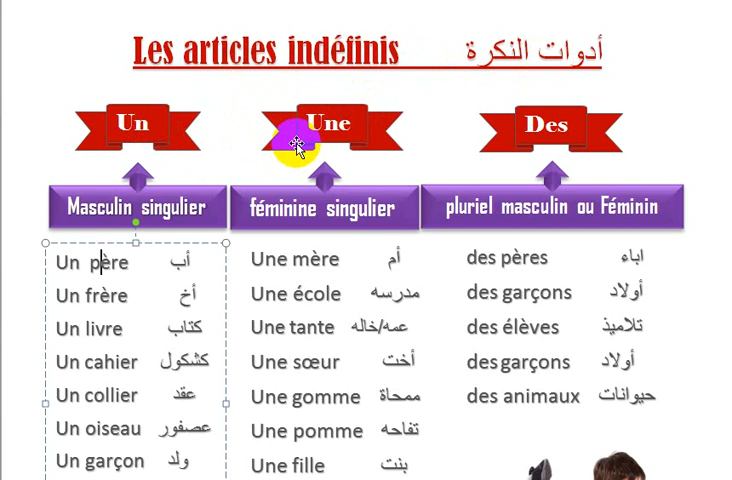 Les articles indéfinis أدوات النكرة
Un
Une
Des
Masculin singulier
féminine singulier
pluriel masculin ou Féminin
Un père أب
Un frère أخ
Un livre كتاب
Un cahier كشكول
Un collier عقد
Un oiseau عصفور
Un garçon ولد
Une mère أم
Une école مدرسه
Une tante عمه/خاله
Une sœur أخت
Une gomme ممحاة
Une pomme تفاحه
Une fille بنت
des pères اباء
des garçons أولاد
des élèves تلاميذ
des garçons أولاد
des animaux حيوانات